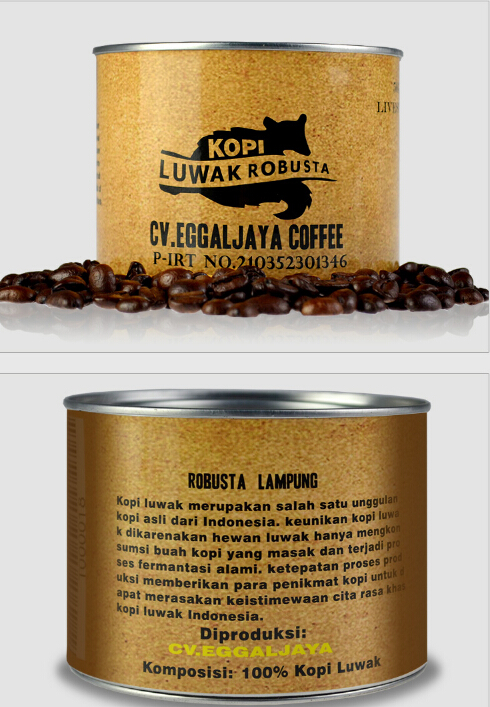 LIVE
KOPI
LUWAK ROBUSTA
CV.EGGALJAYA COFFEE
P-IRT NO.210352301346
ROBUSTA LAMPUNG
Kopi luwak merupakan salah satu unggulan
kopi asli dari Indonesia. keunikan kopi luwa
k dikarenakan hewan luwak hanya mengkon
sumsi buah kopi yang masak dan terjadi pro
ses fermantasi alami. ketepatan proses prod
uksi memberikan para penikmat kopi untuk d
apat merasakan keistimewaan cita rasa khas
kopi luwak Indonesia.
Diproduksi:
CV.EGGALJAYA
Komposisi: 100% Kopi Luwak